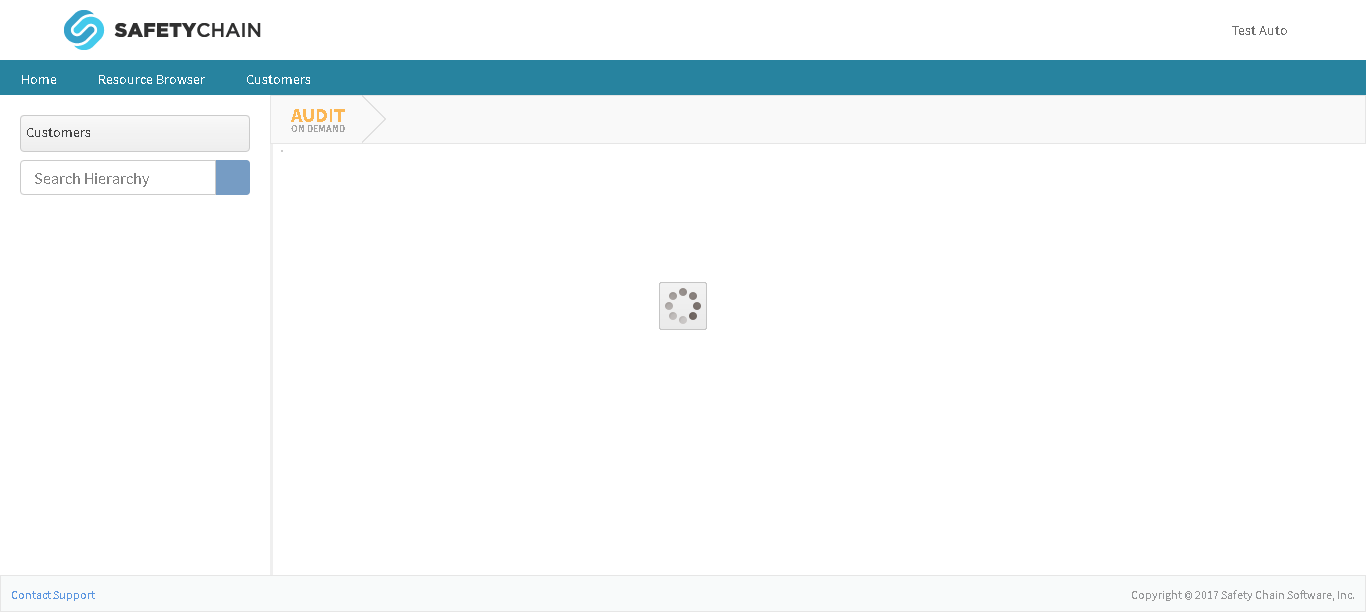 SAFETYCHAIN
Test Auto
Home
Resource Browser
Customers
Customers
Search Hierarchy
AUDIT
ON DEMAND
Contact Support
Copyright © 2017 Safety Chain Software, Inc.